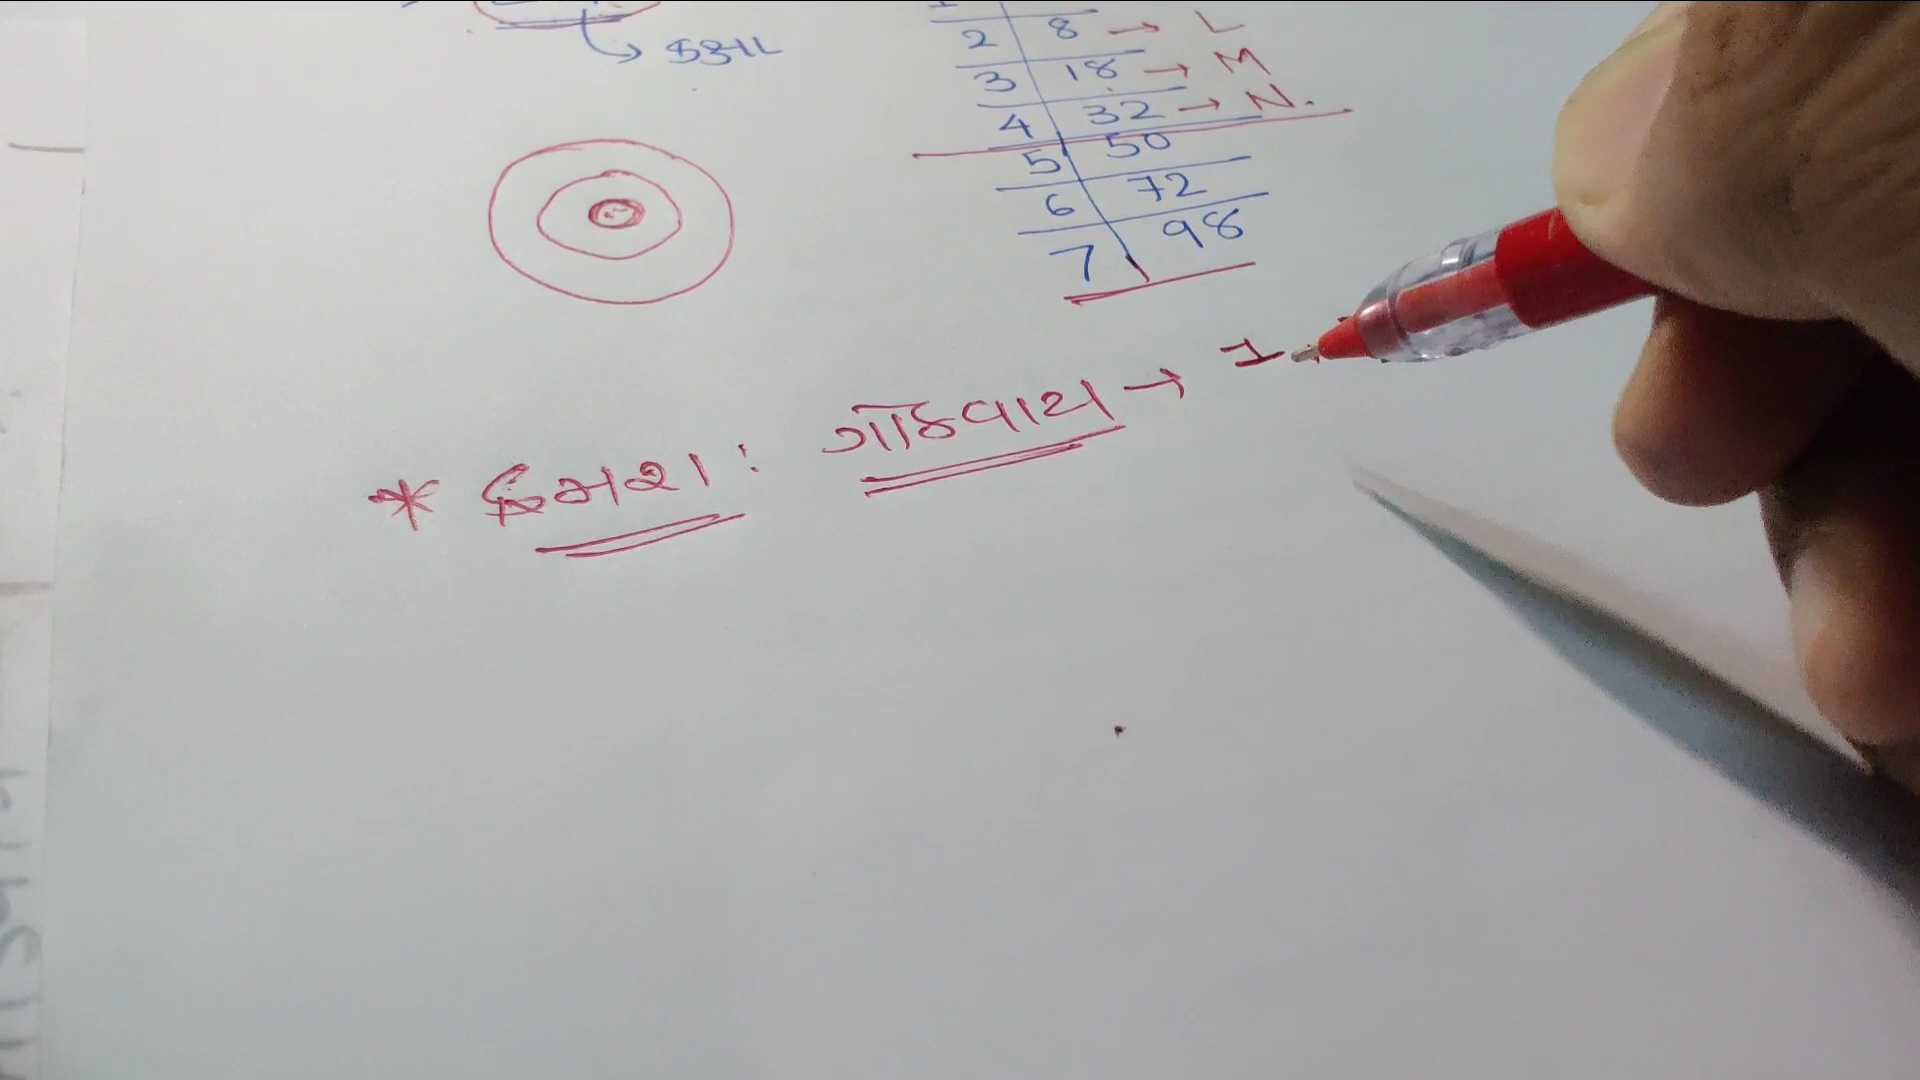 કક્ષા
2 8 → L
3 18 → M
4 32 → N.
5 50
6 72
7 98
* ક્રમશઃ ગોઠવાય → 1